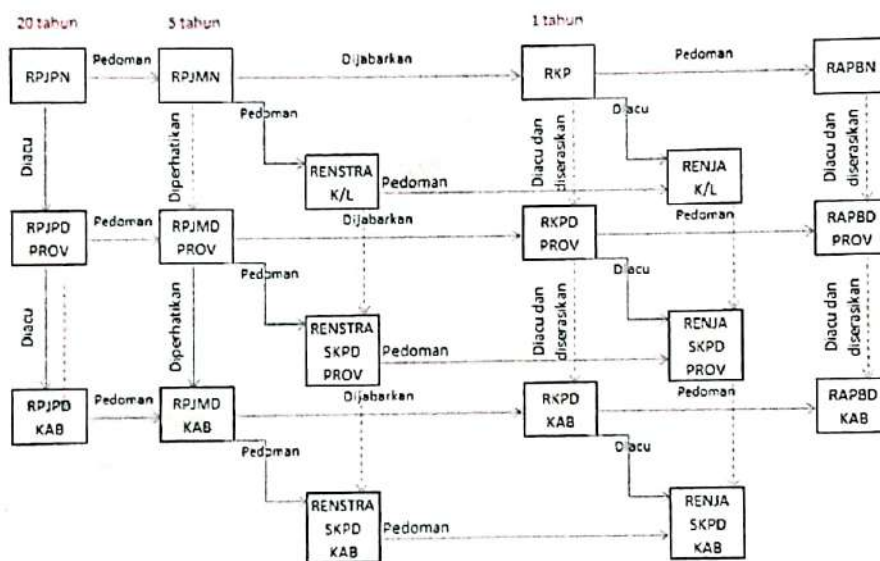 20 tahun
5 tahun
1 tahun
RPJPN
Pedoman
RPJMN
Dijabarkan
RKP
Pedoman
RAPBN
Diacu
Diperhatikan
Pedoman
RENSTRA
K/L
Pedoman
Diacu dan
diserasikan
Diacu
RENJA
K/L
Diacu dan
diserasikan
RPJPD
PROV
Pedoman
RPJMD
PROV
Dijabarkan
RKPD
PROV
Pedoman
RAPBD
PROV
Diacu
Diperhatikan
Pedoman
RENSTRA
SKPD
PROV
Pedoman
Diacu dan
diserasikan
Diacu
RENJA
SKPD
PROV
Diacu dan
diserasikan
RPJPD
KAB
Pedoman
RPJMD
KAB
Dijabarkan
RKPD
KAB
Pedoman
RAPBD
KAB
Pedoman
RENSTRA
SKPD
KAB
Pedoman
Diacu
RENJA
SKPD
KAB